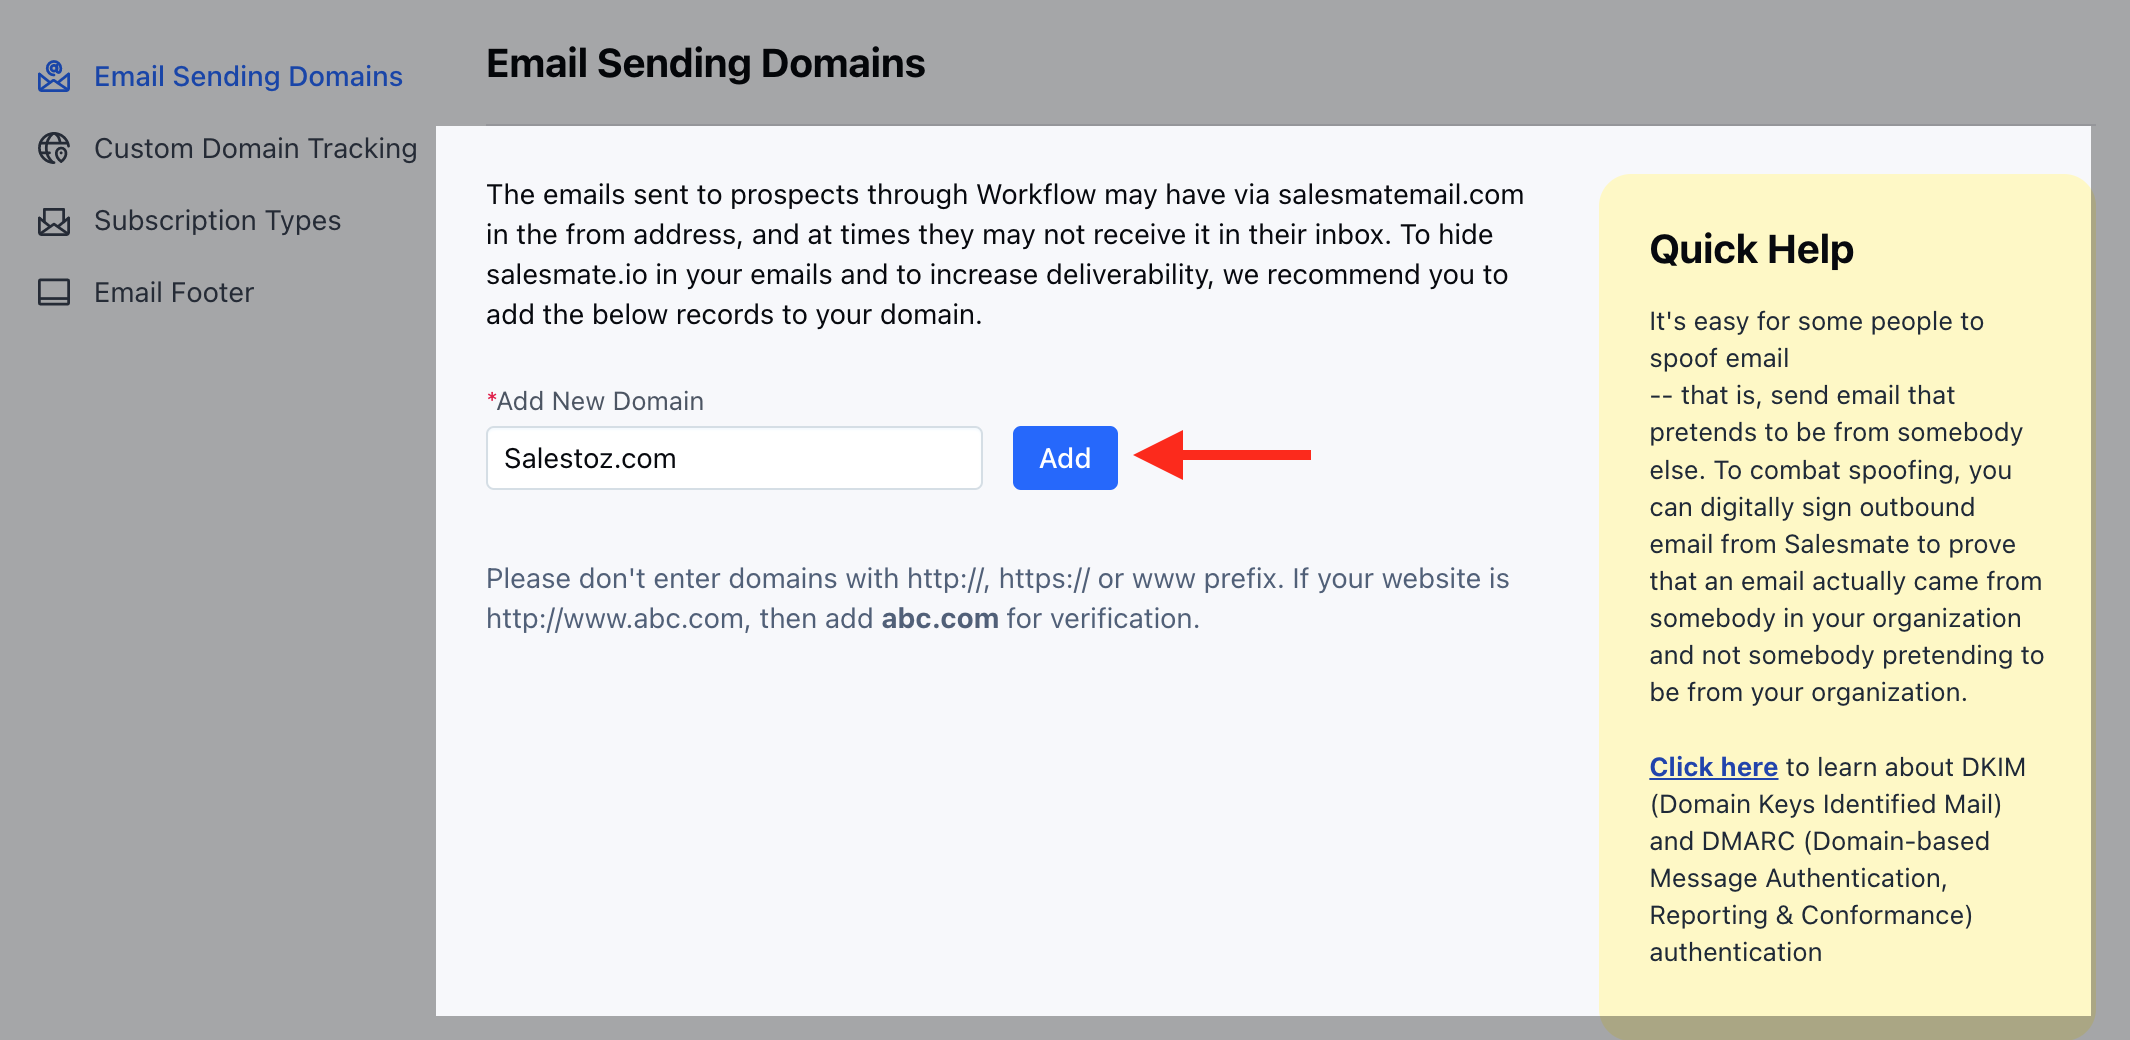 Email Sending Domains
Custom Domain Tracking
Subscription Types
Email Footer
Email Sending Domains
The emails sent to prospects through Workflow may have via salesmatemail.com
in the from address, and at times they may not receive it in their inbox. To hide
salesmate.io in your emails and to increase deliverability, we recommend you to
add the below records to your domain.
*Add New Domain
Salestoz.com
Add
Please don't enter domains with http://, https:// or www prefix. If your website is
http://www.abc.com, then add abc.com for verification.
Quick Help
It's easy for some people to
spoof email
-- that is, send email that
pretends to be from somebody
else. To combat spoofing, you
can digitally sign outbound
email from Salesmate to prove
that an email actually came from
somebody in your organization
and not somebody pretending to
be from your organization.
Click here to learn about DKIM
(Domain Keys Identified Mail)
and DMARC (Domain-based
Message Authentication,
Reporting & Conformance)
authentication